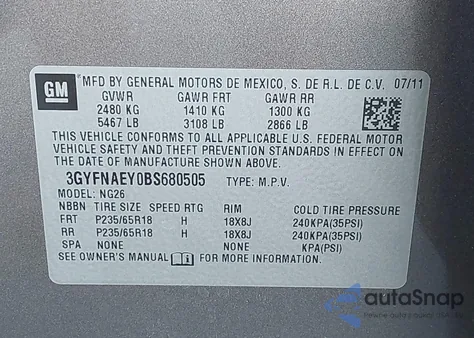 GM
MFD BY GENERAL MOTORS DE MEXICO, S. DE R.L. DE C.V. 07/11
GVWR GAWR FRT GAWR RR
2480 KG 1410 KG 1300 KG
5467 LB 3108 LB 2866 LB
THIS VEHICLE CONFORMS TO ALL APPLICABLE U.S. FEDERAL MOTOR
VEHICLE SAFETY AND THEFT PREVENTION STANDARDS IN EFFECT ON
THE DATE OF MANUFACTURE SHOWN ABOVE.
3GYFNAEY0BS680505 TYPE: M.P.V.
MODEL: NG26
NBBN TIRE SIZE SPEED RTG RIM COLD TIRE PRESSURE
FRT P235/65R18 H 18X8J 240KPA(35PSI)
RR P235/65R18 H 18X8J 240KPA(35PSI)
SPA NONE NONE KPA(PSI)
SEE OWNER'S MANUAL i FOR MORE INFORMATION.
autoSnap